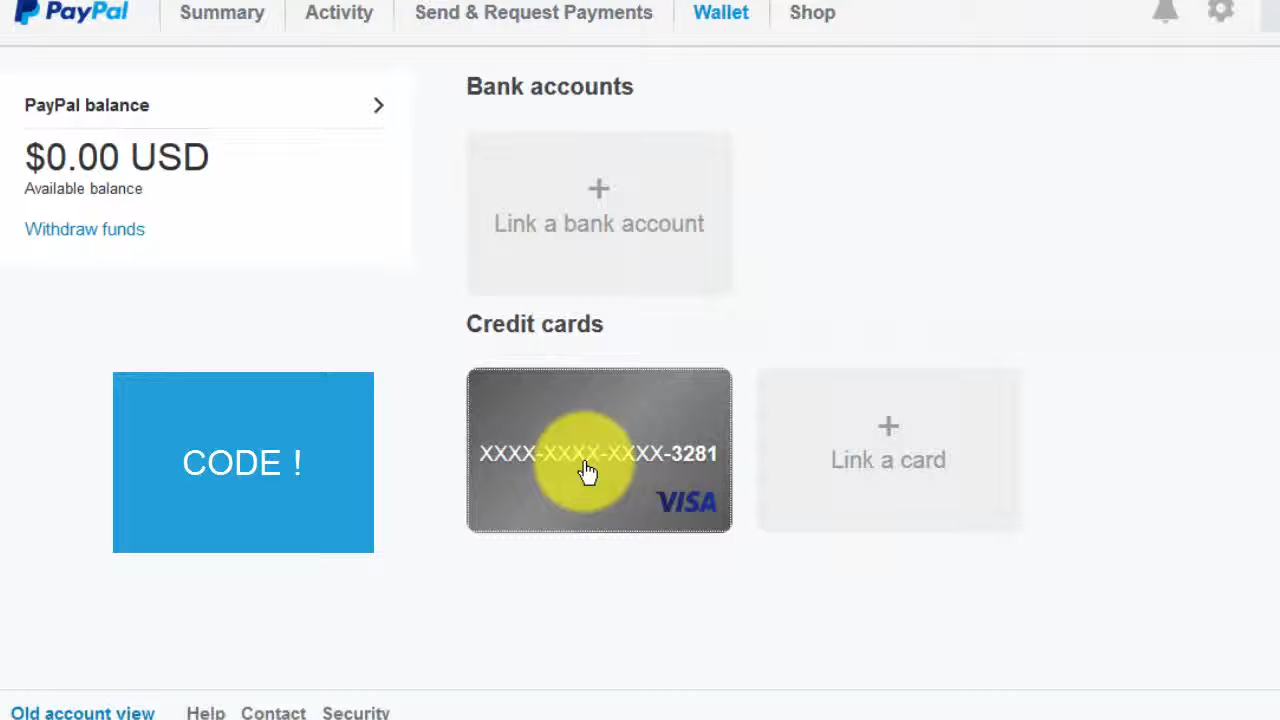 PayPal Summary Activity Send & Request Payments Wallet Shop
PayPal balance
$0.00 USD
Available balance
Withdraw funds
Bank accounts
+
Link a bank account
Credit cards
XXXX-XXXX-XXXX-3281
VISA
+
Link a card
CODE !
Old account view Help Contact Security